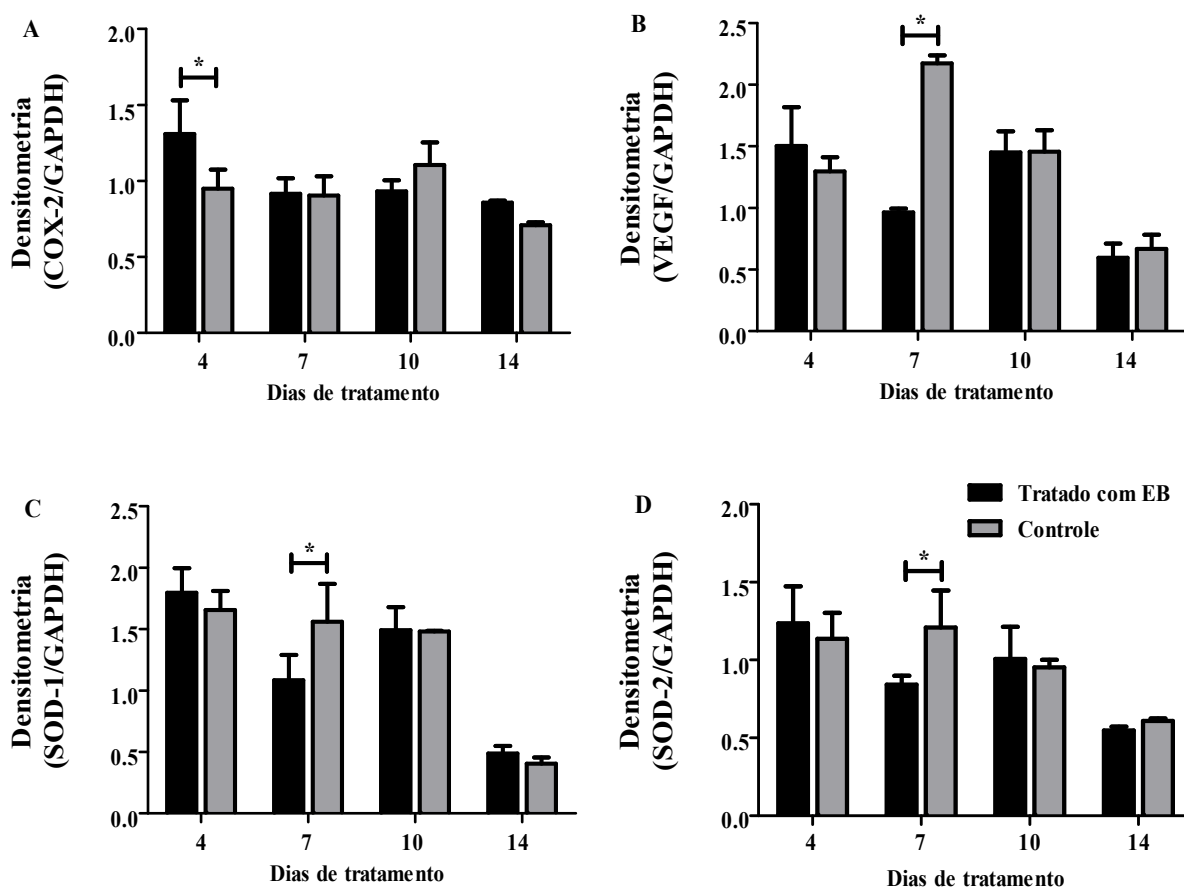 A
Densitometria
(COX-2/GAPDH)
2.0
1.5
1.0
0.5
0.0
*
4 7 10 14
Dias de tratamento
B
Densitometria
(VEGF/GAPDH)
2.5
2.0
1.5
1.0
0.5
0.0
*
4 7 10 14
Dias de tratamento
C
Densitometria
(SOD-1/GAPDH)
2.5
2.0
1.5
1.0
0.5
0.0
*
4 7 10 14
Dias de tratamento
D
Tratado com EB
Controle
Densitometria
(SOD-2/GAPDH)
2.0
1.5
1.0
0.5
0.0
*
4 7 10 14
Dias de tratamento